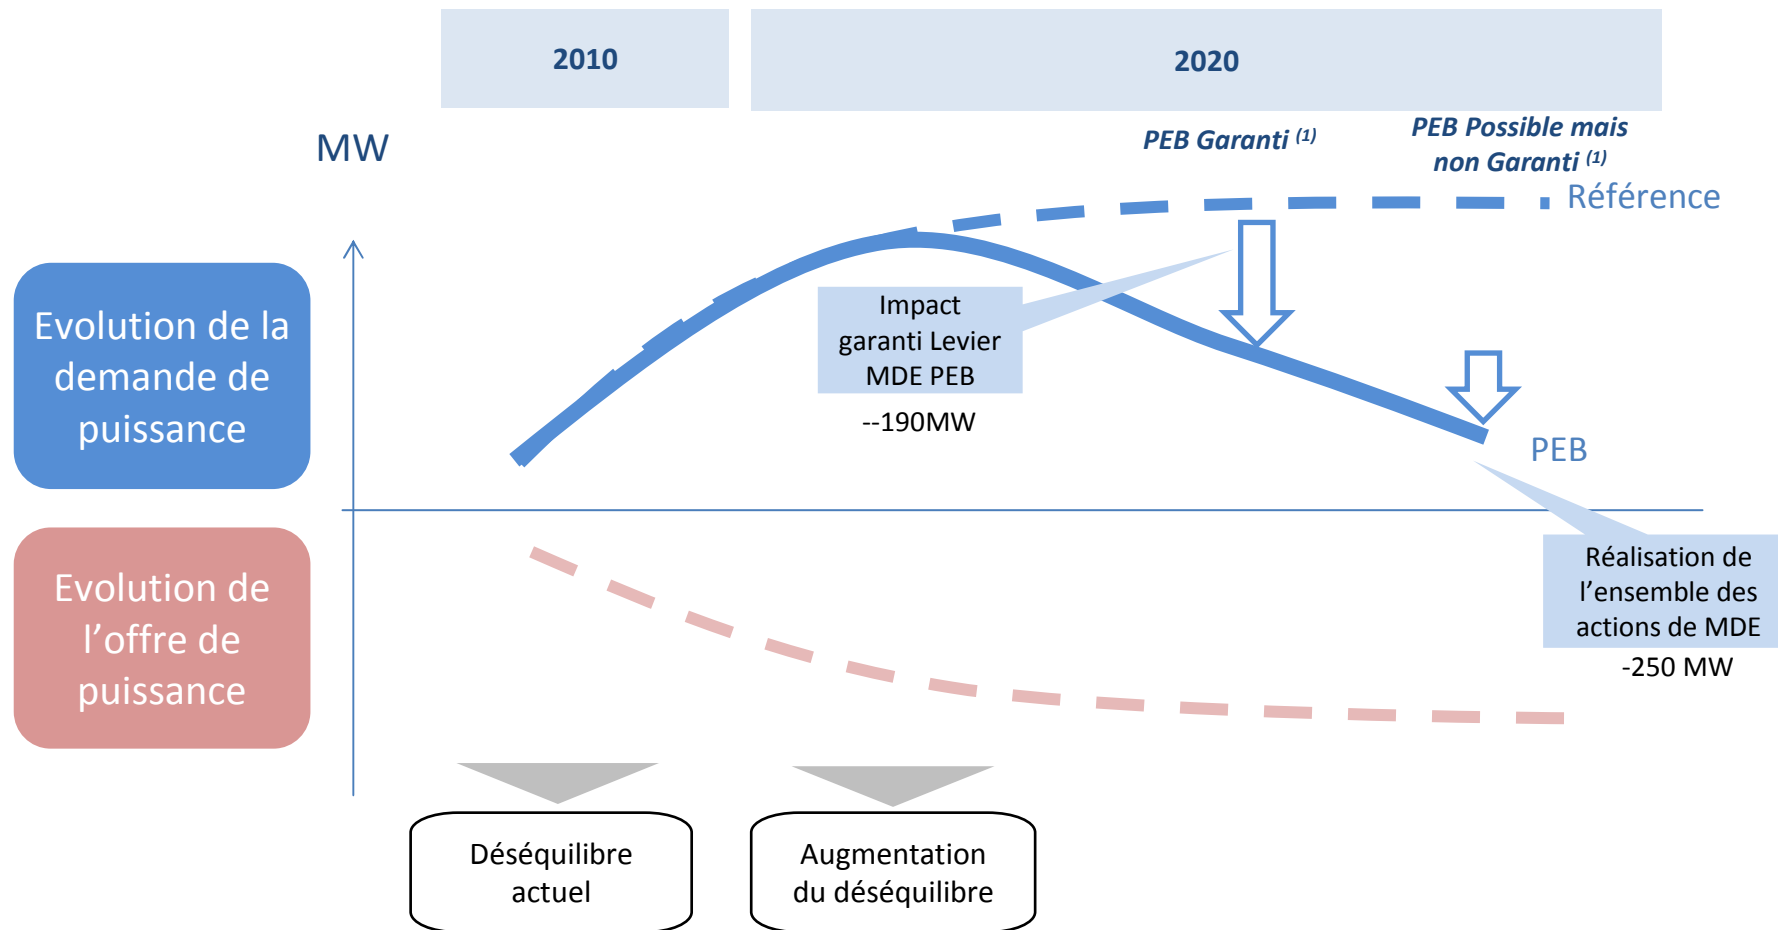 2010
2020
MW
PEB Garanti (1)
PEB Possible mais
non Garanti (1)
Référence
Evolution de la
demande de
puissance
Impact
garanti Levier
MDE PEB
--190MW
PEB
Evolution de
l’offre de
puissance
Réalisation de
l’ensemble des
actions de MDE
-250 MW
Déséquilibre
actuel
Augmentation
du déséquilibre